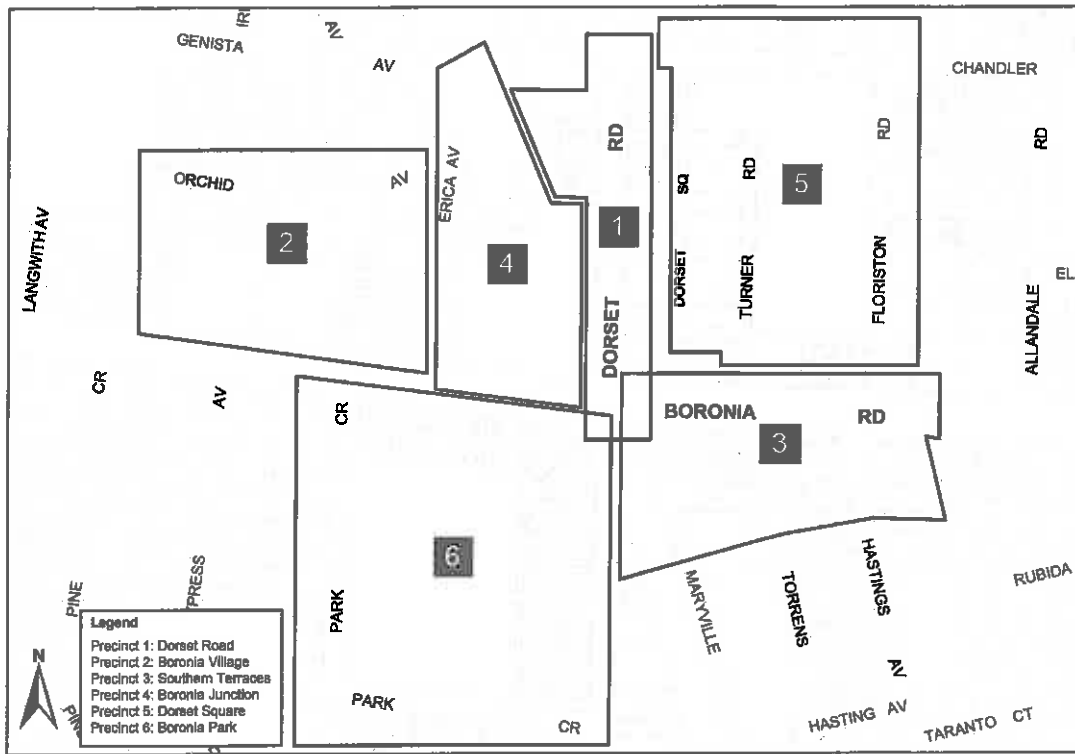 IRI
AV
GENISTA
AV
CHANDLER
RD
RD
RD
RD
ERICA AV
ORCHID
AV
SQ
5
1
2
4
LANGWITH AV
DORSET
TURNER
FLORISTON
EL
ALLANDALE
DORSET
CR
AV
CR
BORONIA
RD
3
6
HASTINGS
RUBIDA
PINE
PRESS
MARYVILLE
TORRENS
PARK
Legend
Precinct 1: Dorset Road
Precinct 2: Boronia Village
Precinct 3: Southern Terraces
Precinct 4: Boronia Junction
Precinct 5: Dorset Square
Precinct 6: Boronia Park
N
AV
PARK
CR
HASTING AV
TARANTO CT